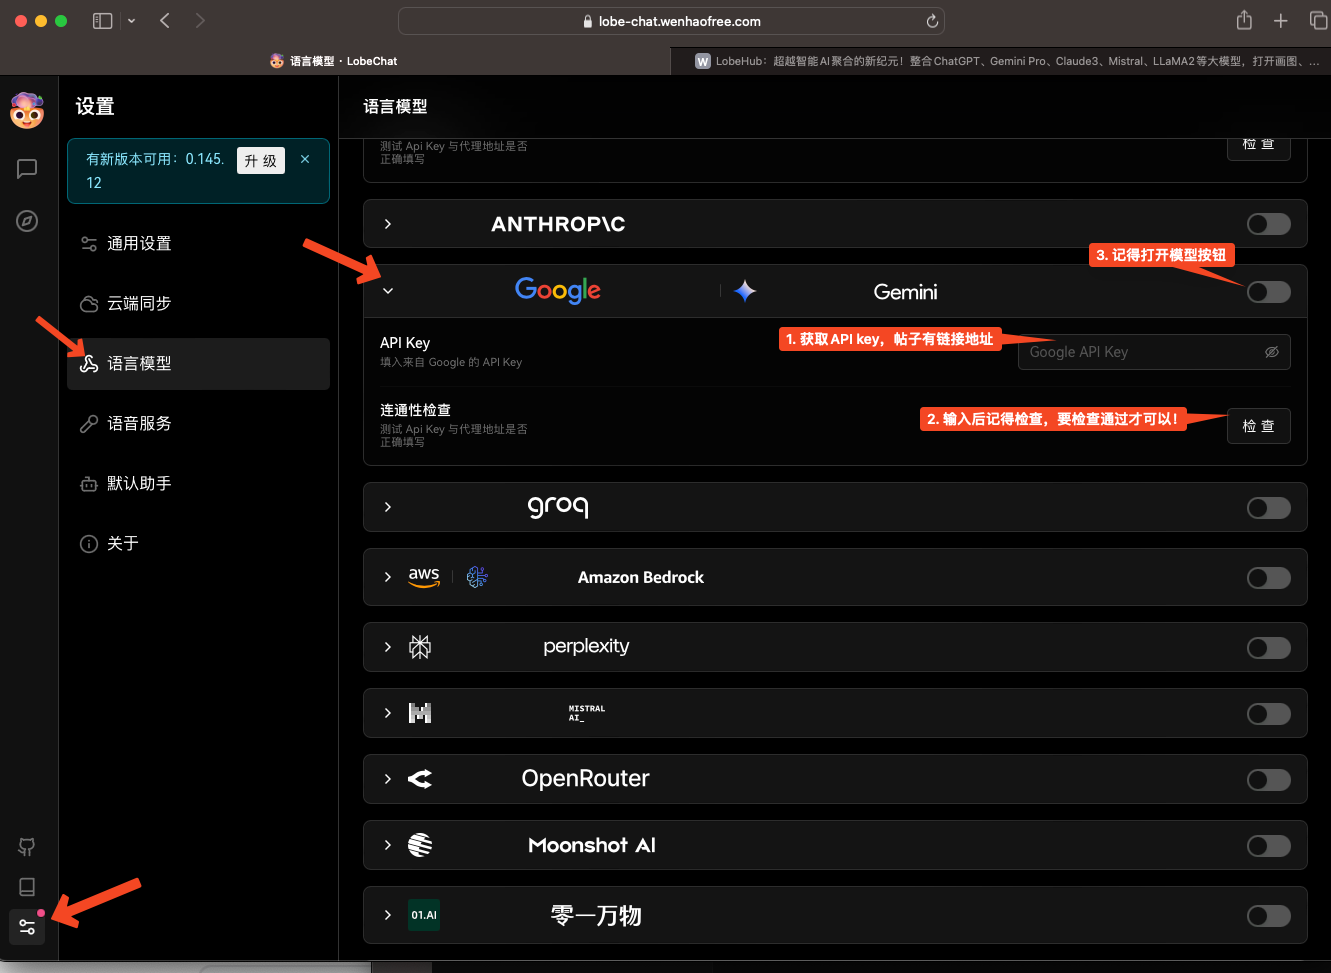 lobe-chat.wenhaofree.com
语言模型 · LobeChat
W LobeHub：超越智能AI聚合的新纪元！整合ChatGPT、Gemini Pro、Claude3、Mistral、LLaMA2等大模型，打开画图、...
设置
有新版本可用：0.145.
12
升 级
通用设置
云端同步
语言模型
语音服务
默认助手
关于
语言模型
测试 Api Key 与代理地址是否
正确填写
检 查
ANTHROP\C
3. 记得打开模型按钮
Google
Gemini
API Key
填入来自 Google 的 API Key
1. 获取API key，帖子有链接地址
Google API Key
连通性检查
测试 Api Key 与代理地址是否
正确填写
2. 输入后记得检查，要检查通过才可以！
检 查
groq
aws
Amazon Bedrock
perplexity
MISTRAL
AI_
OpenRouter
Moonshot AI
01.AI
零一万物